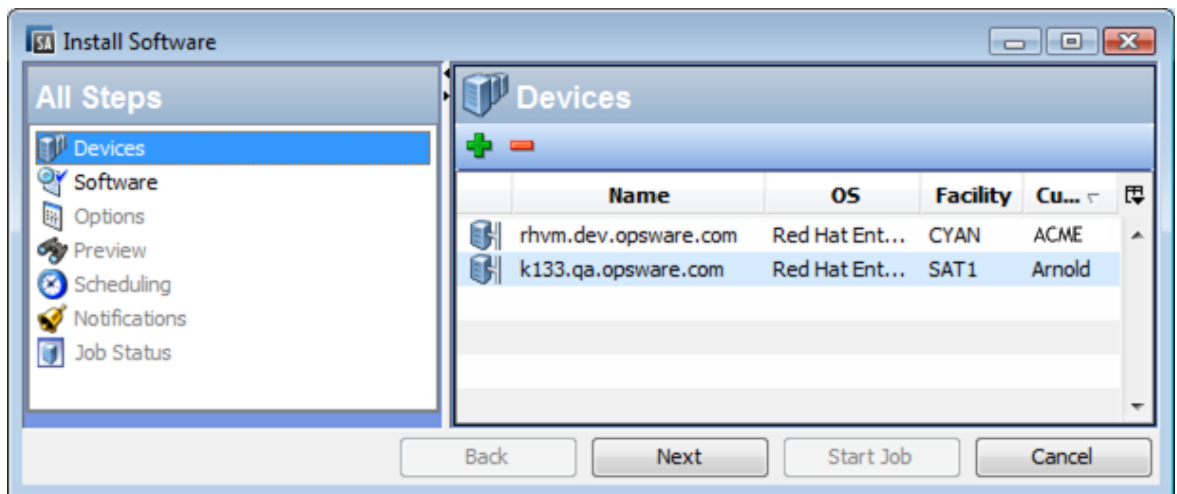 SA Install Software
All Steps
Devices
Software
Options
Preview
Scheduling
Notifications
Job Status
Devices
Name OS Facility Cu...
rhvm.dev.opsware.com Red Hat Ent... CYAN ACME
k133.qa.opsware.com Red Hat Ent... SAT1 Arnold
Back Next Start Job Cancel